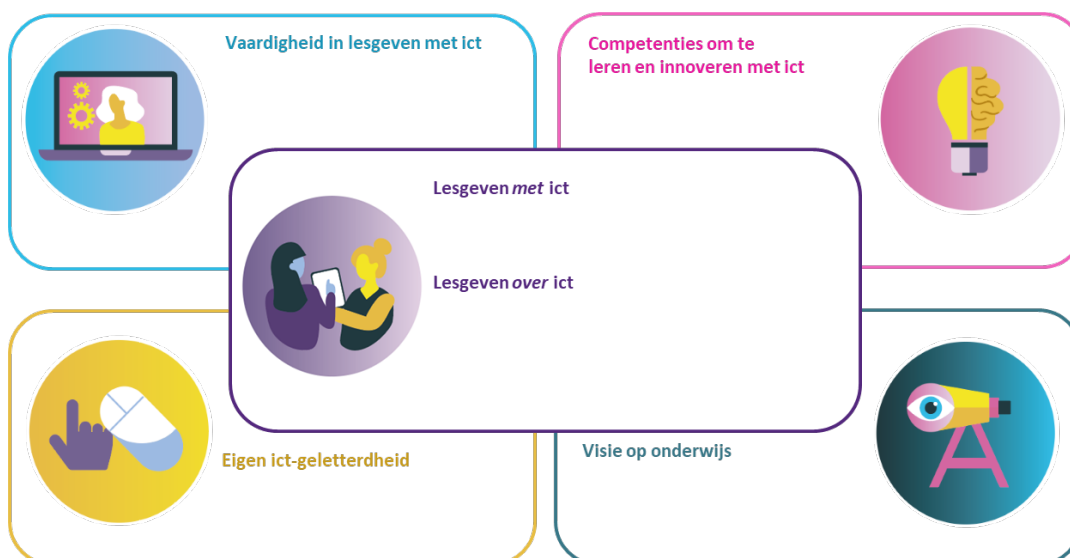 Vaardigheid in lesgeven met ict
Competenties om te
leren en innoveren met ict
Lesgeven met ict
Lesgeven over ict
Eigen ict-geletterdheid
Visie op onderwijs